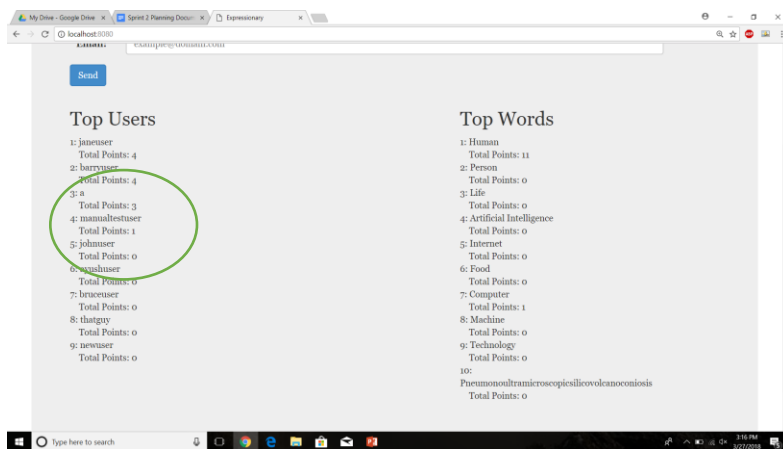 My Drive - Google Drive
Sprint 2 Planning Docum
Expressionary
localhost:8080
Email:
example@domain.com
Send
Top Users
1: janeuser
Total Points: 4
2: barryuser
Total Points: 4
3: a
Total Points: 3
4: manualtestuser
Total Points: 1
5: johnuser
Total Points: 0
6: ayushuser
Total Points: 0
7: bruceuser
Total Points: 0
8: thatguy
Total Points: 0
9: newuser
Total Points: 0
Top Words
1: Human
Total Points: 11
2: Person
Total Points: 0
3: Life
Total Points: 0
4: Artificial Intelligence
Total Points: 0
5: Internet
Total Points: 0
6: Food
Total Points: 0
7: Computer
Total Points: 1
8: Machine
Total Points: 0
9: Technology
Total Points: 0
10:
Pneumonoultramicroscopicsilicovolcanoconiosis
Total Points: 0
Type here to search
3:16 PM
3/27/2018